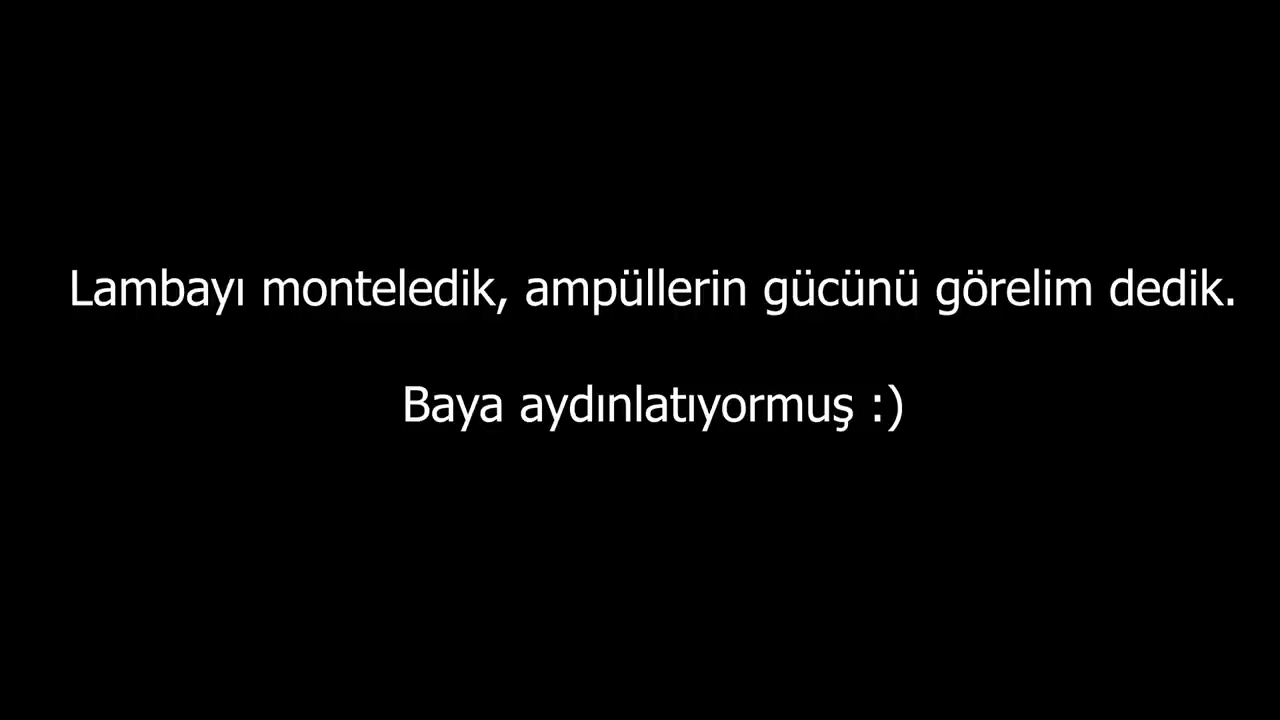 Lambayı monteledik, ampüllerin gücünü görelim dedik.
Baya aydınlatıyormuş :)